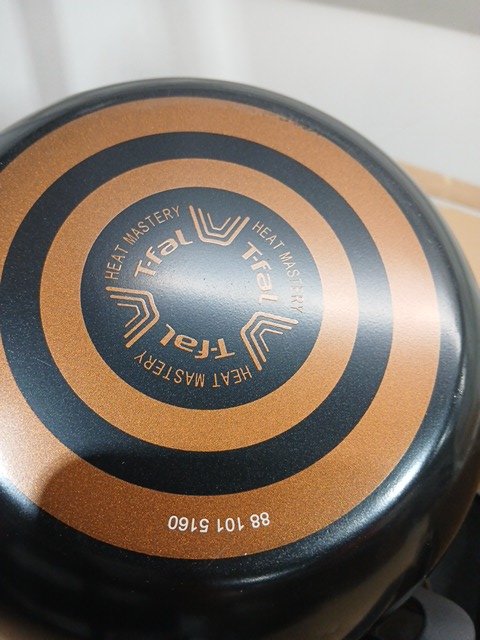 HEAT MASTERY
T-faL
HEAT MASTERY
T-faL
HEAT MASTERY
T-faL
88 101 5160